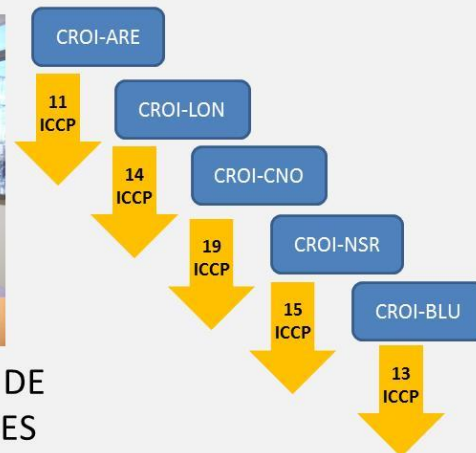 CROI-ARE
11
ICCP
CROI-LON
14
ICCP
CROI-CNO
19
ICCP
CROI-NSR
15
ICCP
CROI-BLU
13
ICCP
DE
ES